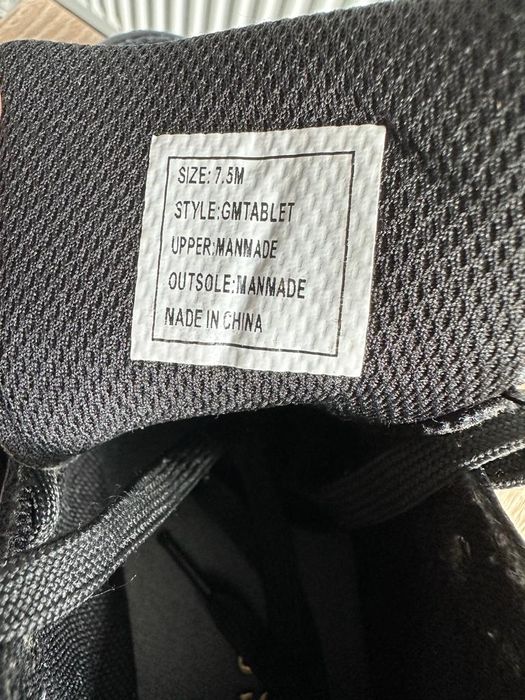 SIZE: 7.5M
STYLE:GMTABLET
UPPER:MANMADE
OUTSOLE:MANMADE
MADE IN CHINA